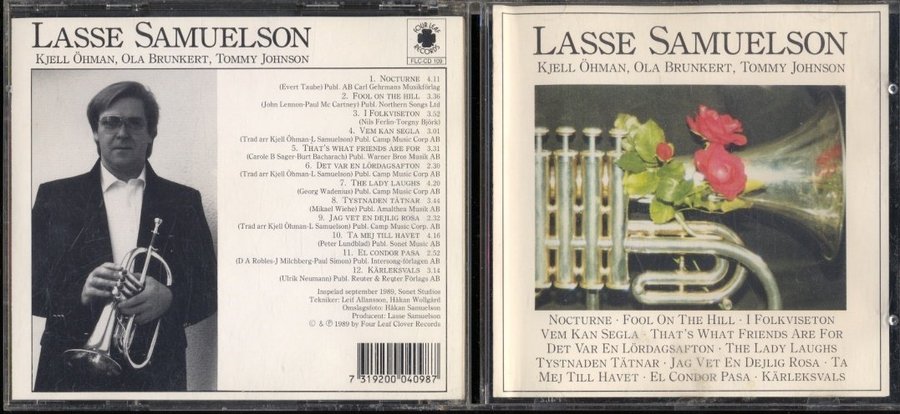 LASSE SAMUELSON
KJELL ÖHMAN, OLA BRUNKERT, TOMMY JOHNSON
FOUR LEAF
RECORDS
FLC-CD 109
1. NOCTURNE 4.11
(Evert Taube) Publ. AB Carl Gehrmans Musikförlag
2. FOOL ON THE HILL 3.36
(John Lennon-Paul Mc Cartney) Publ. Northern Songs Ltd
3. I FOLKVISETON 3.52
(Nils Ferlin-Torgny Björk)
4. VEM KAN SEGLA 3.01
(Trad arr Kjell Öhman-J. Samuelson) Publ. Camp Music Corp AB
5. THAT'S WHAT FRIENDS ARE FOR 3.31
(Carole B Sager-Burt Bacharach) Publ. Warner Bros Musik AB
6. DET VAR EN LÖRDAGSAFTON 2.30
(Trad arr Kjell Öhman-L Samuelson) Publ. Camp Music Corp AB
7. THE LADY LAUGHS 4.20
(Georg Wadenius) Publ. Camp Music Corp AB
8. TYSTNADEN TÄTNAR 3.44
(Mikael Wiehe) Publ. Amalthea Musik AB
9. JAG VET EN DEJLIG ROSA 2.32
(Trad arr Kjell Öhman-L Samuelson) Publ. Camp Music Corp. AB
10. TA MEJ TILL HAVET 4.16
(Peter Lundblad) Publ. Sonet Music AB
11. EL CONDOR PASA 2.52
(D A Robles-J Milchberg-Paul Simon) Publ. Intersong-förlagen AB
12. KÄRLEKSVALS 3.14
(Ulrik Neumann) Publ. Reuter & Reuter Förlags AB
Inspelad september 1989, Sonet Studios
Tekniker: Leif Allansson, Håkan Wollgård
Omslagsfoto: Håkan Samuelson
Producent: Lasse Samuelson
© & ℗ 1989 by Four Leaf Clover Records
7 319200 040987
LASSE SAMUELSON
KJELL ÖHMAN, OLA BRUNKERT, TOMMY JOHNSON
NOCTURNE · FOOL ON THE HILL · I FOLKVISETON
VEM KAN SEGLA · THAT'S WHAT FRIENDS ARE FOR
DET VAR EN LÖRDAGSAFTON · THE LADY LAUGHS
TYSTNADEN TÄTNAR · JAG VET EN DEJLIG ROSA · TA
MEJ TILL HAVET · EL CONDOR PASA · KÄRLEKSVALS